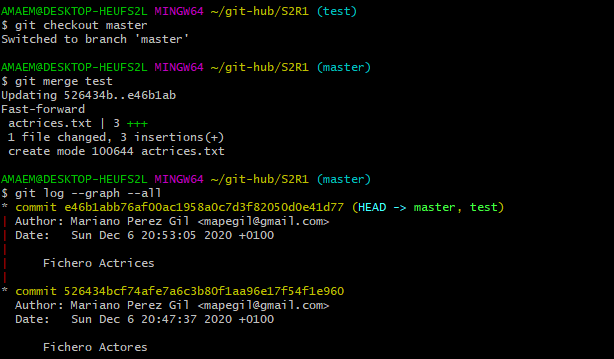 AMAEM@DESKTOP-HEUFS2L MINGW64 ~/git-hub/S2R1 (test)
$ git checkout master
Switched to branch 'master'

AMAEM@DESKTOP-HEUFS2L MINGW64 ~/git-hub/S2R1 (master)
$ git merge test
Updating 526434b..e46b1ab
Fast-forward
 actrices.txt | 3 +++
 1 file changed, 3 insertions(+)
 create mode 100644 actrices.txt

AMAEM@DESKTOP-HEUFS2L MINGW64 ~/git-hub/S2R1 (master)
$ git log --graph --all
* commit e46b1abb76af00ac1958a0c7d3f82050d0e41d77 (HEAD -> master, test)
| Author: Mariano Perez Gil <mapegil@gmail.com>
| Date:   Sun Dec 6 20:53:05 2020 +0100
|
|     Fichero Actrices
|
* commit 526434bcf74afe7a6c3b80f1aa96e17f54f1e960
  Author: Mariano Perez Gil <mapegil@gmail.com>
  Date:   Sun Dec 6 20:47:37 2020 +0100

      Fichero Actores